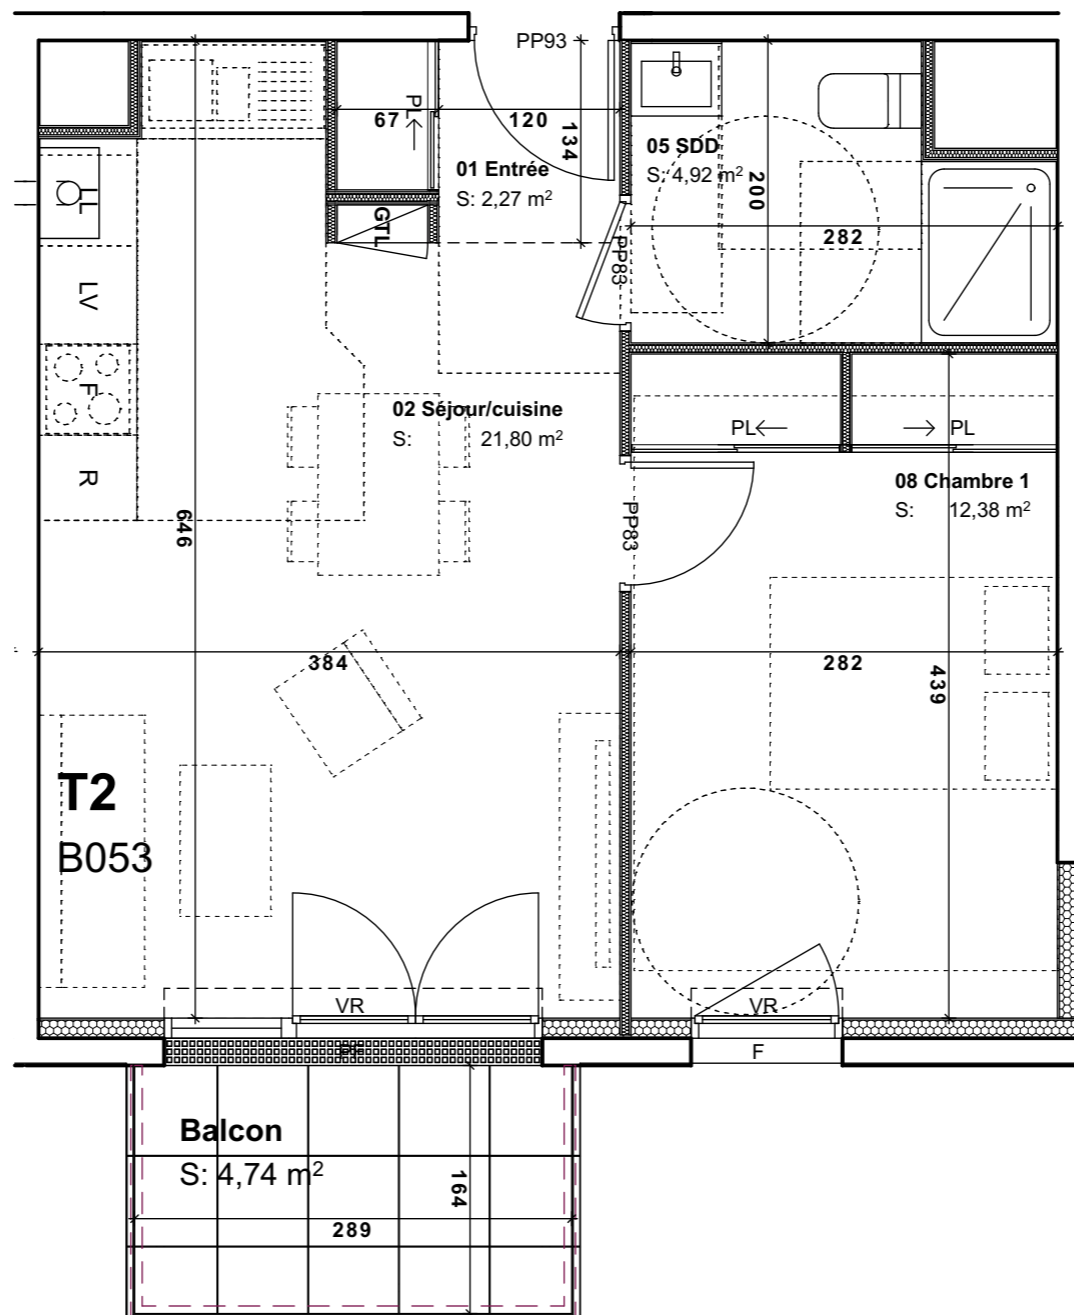 PP93
67
PL
120
134
01 Entrée
S: 2,27 m²
05 SDD
S: 4,92 m²
200
282
GTL
PP83
LL
LV
F
R
02 Séjour/cuisine
S: 21,80 m²
PL
PL
08 Chambre 1
S: 12,38 m²
646
PP83
384
282
439
T2
B053
VR
VR
PF
F
Balcon
S: 4,74 m²
164
289